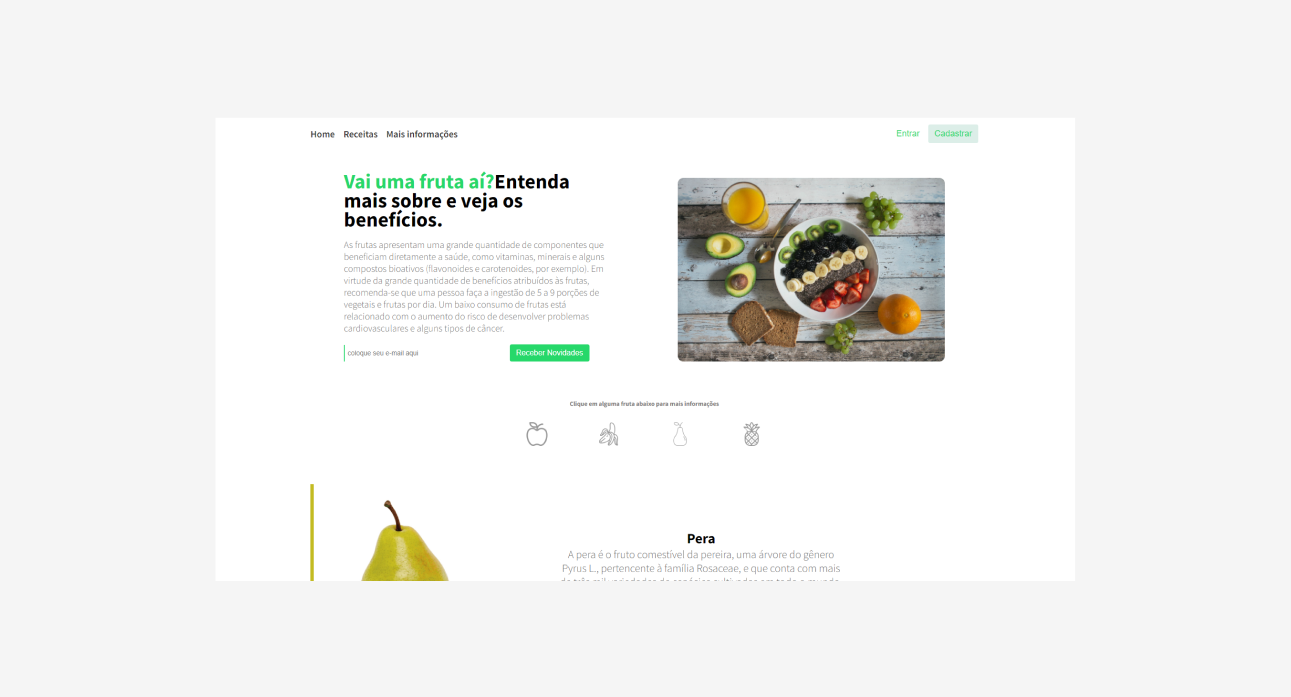 Home Receitas Mais informações
Entrar Cadastrar
Vai uma fruta aí?Entenda
mais sobre e veja os
benefícios.
As frutas apresentam uma grande quantidade de componentes que
beneficiam diretamente a saúde, como vitaminas, minerais e alguns
compostos bioativos (flavonoides e carotenoides, por exemplo). Em
virtude da grande quantidade de benefícios atribuídos às frutas,
recomenda-se que uma pessoa faça a ingestão de 5 a 9 porções de
vegetais e frutas por dia. Um baixo consumo de frutas está
relacionado com o aumento do risco de desenvolver problemas
cardiovasculares e alguns tipos de câncer.
coloque seu e-mail aqui
Receber Novidades
Clique em alguma fruta abaixo para mais informações
Pera
A pera é o fruto comestível da pereira, uma árvore do gênero
Pyrus L., pertencente à família Rosaceae, e que conta com mais